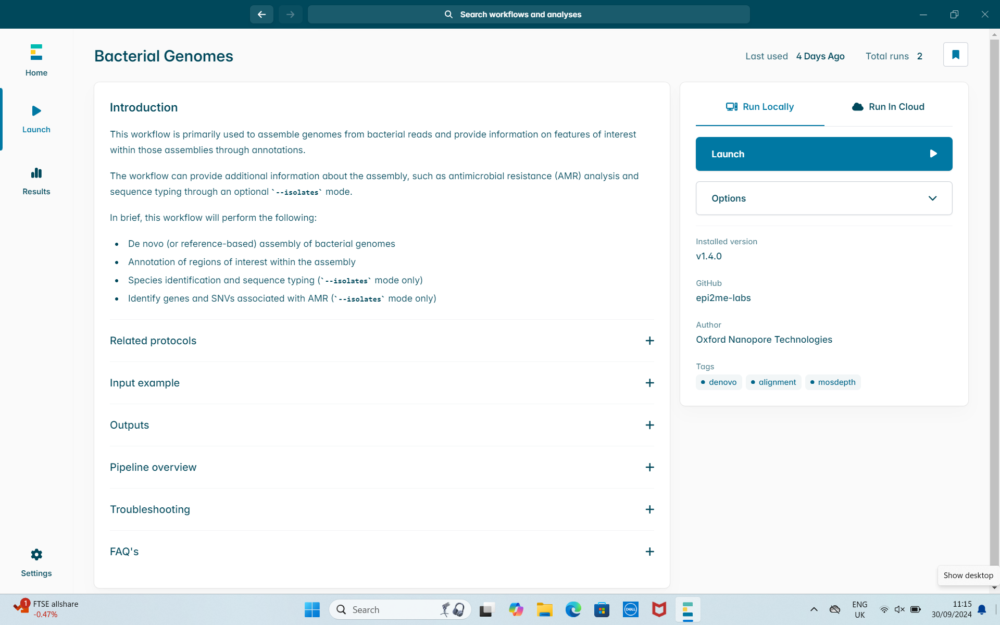 Search workflows and analyses
Home
Launch
Results
Settings
Bacterial Genomes
Last used 4 Days Ago Total runs 2
Introduction
This workflow is primarily used to assemble genomes from bacterial reads and provide information on features of interest
within those assemblies through annotations.
The workflow can provide additional information about the assembly, such as antimicrobial resistance (AMR) analysis and
sequence typing through an optional `--isolates` mode.
In brief, this workflow will perform the following:
• De novo (or reference-based) assembly of bacterial genomes
• Annotation of regions of interest within the assembly
• Species identification and sequence typing (`--isolates` mode only)
• Identify genes and SNVs associated with AMR (`--isolates` mode only)
Related protocols
Input example
Outputs
Pipeline overview
Troubleshooting
FAQ's
Run Locally Run In Cloud
Launch
Options
Installed version
v1.4.0
GitHub
epi2me-labs
Author
Oxford Nanopore Technologies
Tags
denovo alignment mosdepth
Show desktop
1
FTSE allshare
-0.47%
Search
DELL
ENG
UK
11:15
30/09/2024